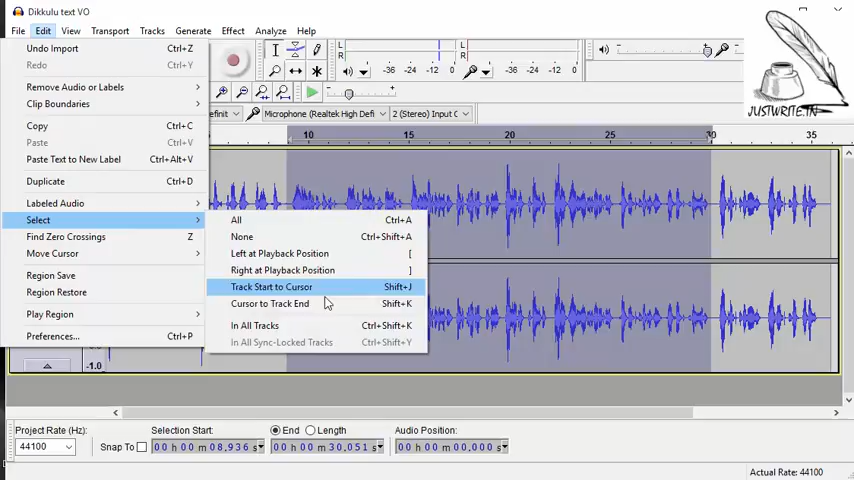 Dikkulu text VO
File Edit View Transport Tracks Generate Effect Analyze Help
Undo Import Ctrl+Z
Redo Ctrl+Y
Remove Audio or Labels >
Clip Boundaries >
Copy Ctrl+C
Paste Ctrl+V
Paste Text to New Label Ctrl+Alt+V
Duplicate Ctrl+D
Labeled Audio >
Select >
Find Zero Crossings Z
Move Cursor >
Region Save
Region Restore
Play Region >
Preferences... Ctrl+P
All Ctrl+A
None Ctrl+Shift+A
Left at Playback Position [
Right at Playback Position ]
Track Start to Cursor Shift+J
Cursor to Track End Shift+K
In All Tracks Ctrl+Shift+K
In All Sync-Locked Tracks Ctrl+Shift+Y
L
R
-36 -24 -12 0
L
R
-36 -24 -12 0
Microphone (Realtek High Defi
2 (Stereo) Input C
10 15 20 25 30 35
JUSTWRITE.IN
-1.0
Project Rate (Hz):
44100
Snap To
Selection Start:
00 h 00 m 08,936 s
End Length
00 h 00 m 30,051 s
Audio Position:
00 h 00 m 00,000 s
Actual Rate: 44100